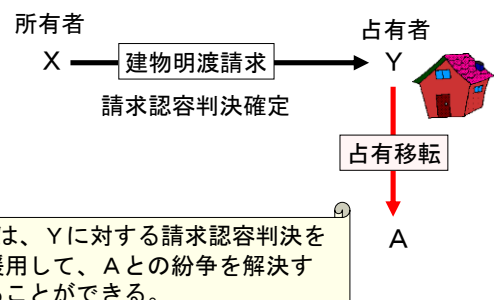 所有者
占有者
X
建物明渡請求
Y
請求認容判決確定
占有移転
は、Yに対する請求認容判決を
援用して、Aとの紛争を解決す
ることができる。
A